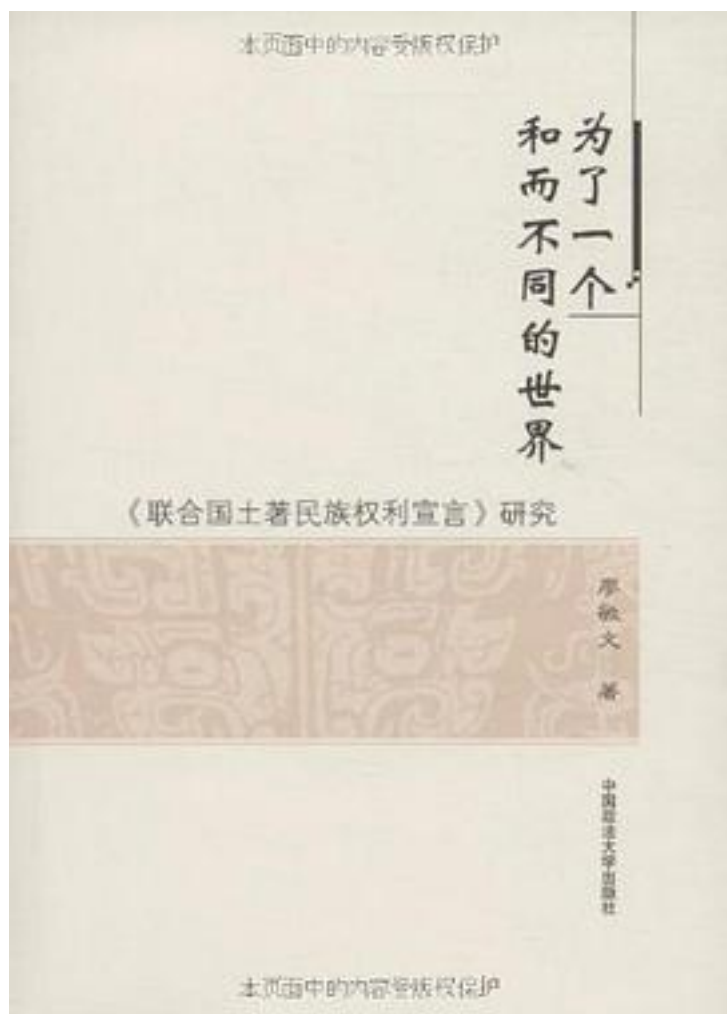 本页面中的内容受版权保护
为了一个
和而不同的世界
《联合国土著民族权利宣言》研究
廖敏文 著
中国政法大学出版社
本页面中的内容受版权保护